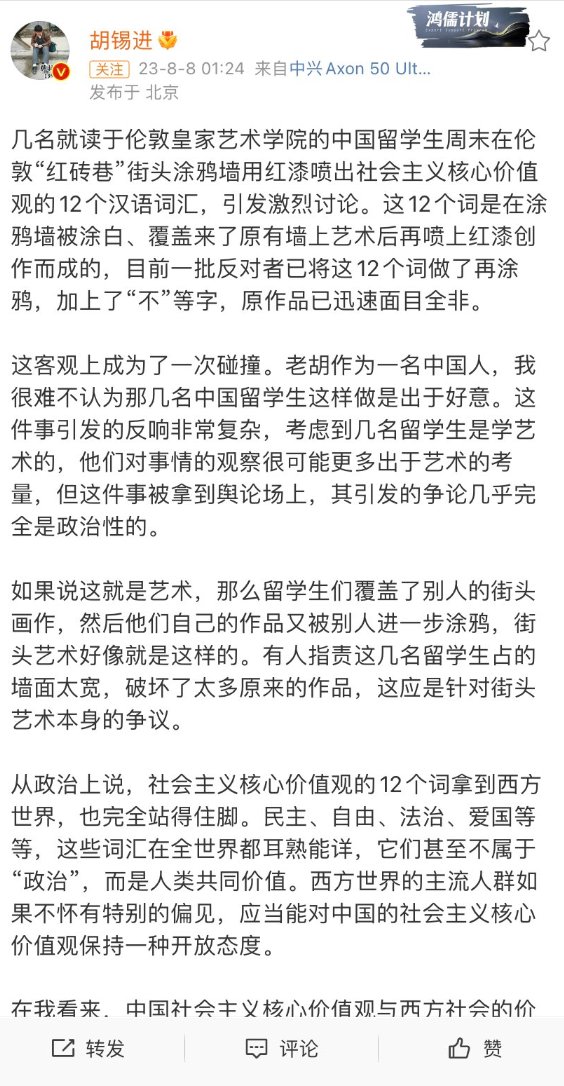 鸿儒计划
胡锡进
关注 23-8-8 01:24 来自中兴Axon 50 Ult...
发布于 北京
几名就读于伦敦皇家艺术学院的中国留学生周末在伦
敦“红砖巷”街头涂鸦墙用红漆喷出社会主义核心价值
观的12个汉语词汇，引发激烈讨论。这12个词是在涂
鸦墙被涂白、覆盖来了原有墙上艺术后再喷上红漆创
作而成的，目前一批反对者已将这12个词做了再涂
鸦，加上了“不”等字，原作品已迅速面目全非。
这客观上成为了一次碰撞。老胡作为一名中国人，我
很难不认为那几名中国留学生这样做是出于好意。这
件事引发的反响非常复杂，考虑到几名留学生是学艺
术的，他们对事情的观察很可能更多出于艺术的考
量，但这件事被拿到舆论场上，其引发的争论几乎完
全是政治性的。
如果说这就是艺术，那么留学生们覆盖了别人的街头
画作，然后他们自己的作品又被别人进一步涂鸦，街
头艺术好像就是这样的。有人指责这几名留学生占的
墙面太宽，破坏了太多原来的作品，这应是针对街头
艺术本身的争议。
从政治上说，社会主义核心价值观的12个词拿到西方
世界，也完全站得住脚。民主、自由、法治、爱国等
等，这些词汇在全世界都耳熟能详，它们甚至不属于
“政治”，而是人类共同价值。西方世界的主流人群如
果不怀有特别的偏见，应当能对中国的社会主义核心
价值观保持一种开放态度。
在我看来，中国社会主义核心价值观与西方社会的价
转发 评论 赞